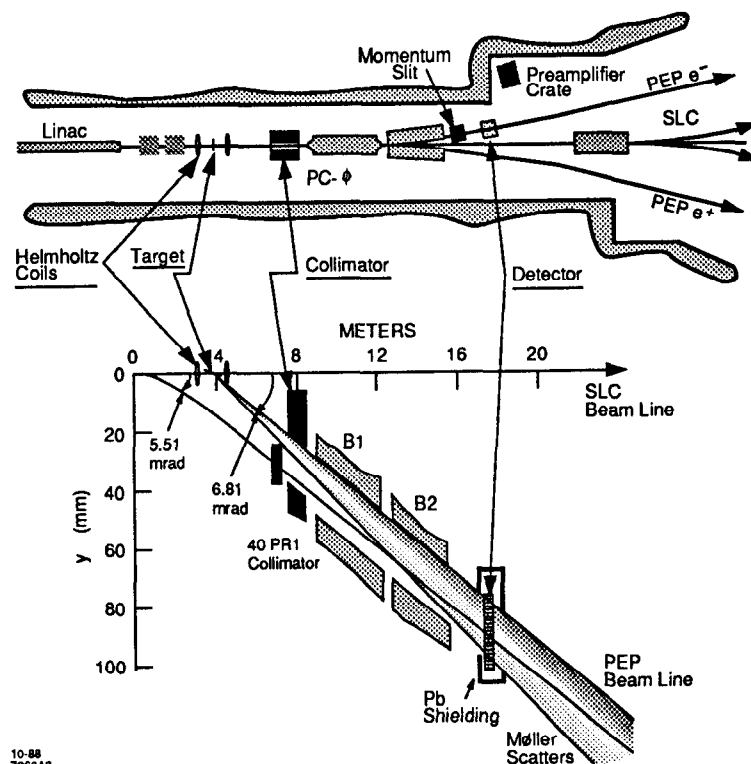 Momentum
Slit
Preamplifier
Crate
PEP e⁻
Linac
SLC
PC-ϕ
PEP e⁺
Helmholtz
Coils
Target
Collimator
Detector
METERS
0 4 8 12 16 20
SLC
Beam Line
0
20
40
60
80
100
y (mm)
5.51
mrad
6.81
mrad
B1
B2
40 PR1
Collimator
Pb
Shielding
PEP
Beam Line
Møller
Scatters
10-88